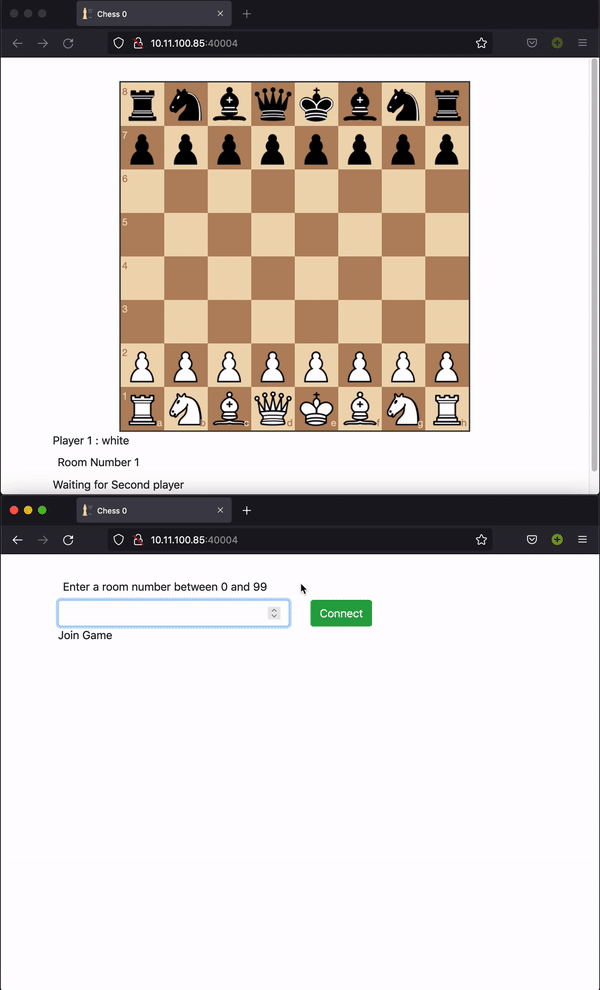 Chess 0
10.11.100.85:40004
8
7
6
5
4
3
2
1
a b c d e f g h
Player 1 : white
Room Number 1
Waiting for Second player
Chess 0
10.11.100.85:40004
Enter a room number between 0 and 99
Connect
Join Game